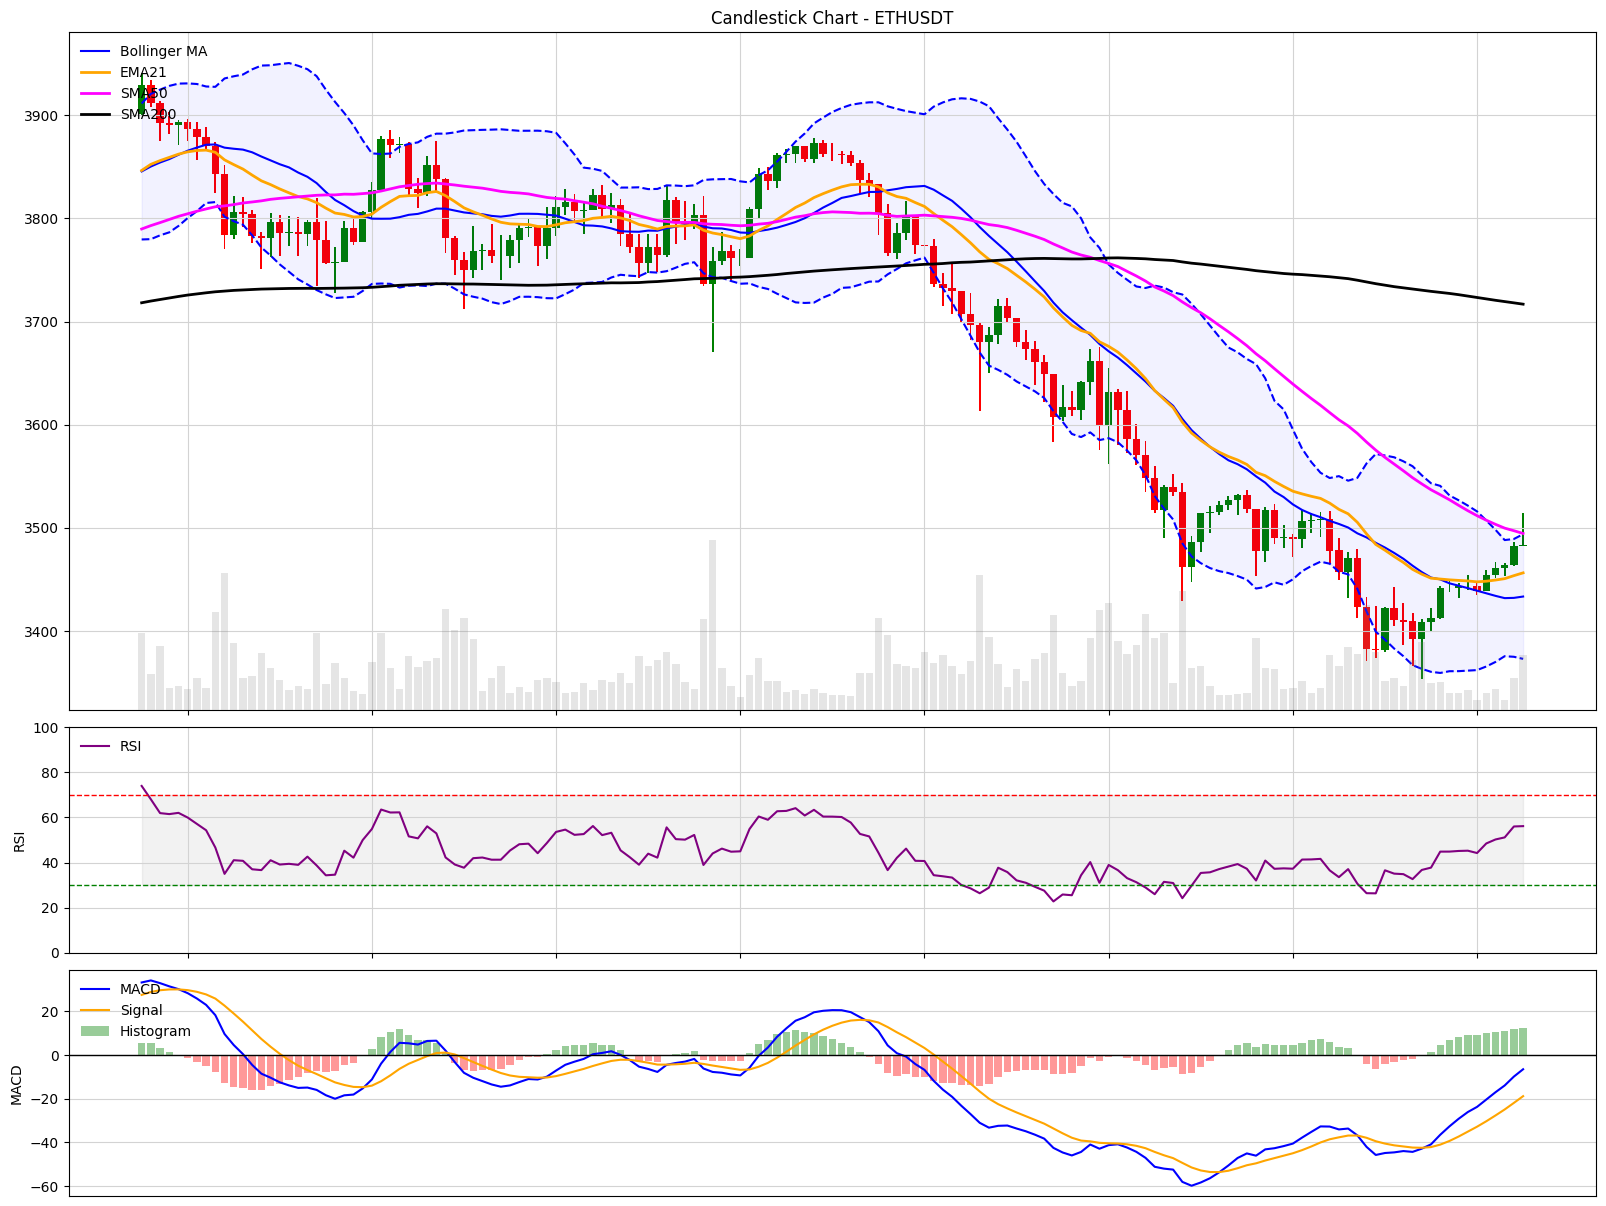 Candlestick Chart - ETHUSDT
Bollinger MA
EMA21
SMA50
SMA200
3900
3800
3700
3600
3500
3400
RSI
100
80
60
40
20
0
RSI
MACD
Signal
Histogram
20
0
−20
−40
−60
MACD